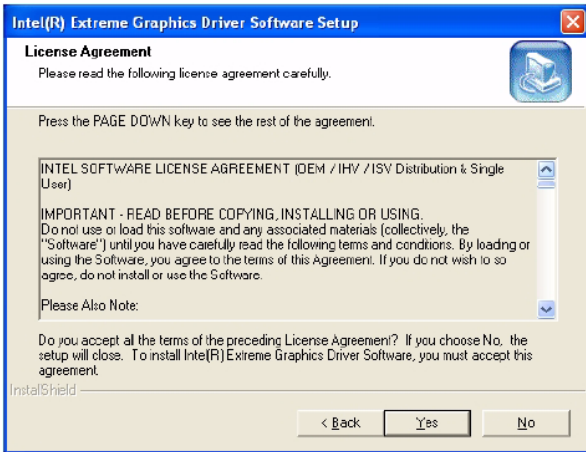 Intel(R) Extreme Graphics Driver Software Setup
License Agreement
Please read the following license agreement carefully.
Press the PAGE DOWN key to see the rest of the agreement.
INTEL SOFTWARE LICENSE AGREEMENT (OEM / IHV / ISV Distribution & Single
User)
IMPORTANT - READ BEFORE COPYING, INSTALLING OR USING.
Do not use or load this software and any associated materials (collectively, the
"Software") until you have carefully read the following terms and conditions. By loading or
using the Software, you agree to the terms of this Agreement. If you do not wish to so
agree, do not install or use the Software.
Please Also Note:
Do you accept all the terms of the preceding License Agreement? If you choose No, the
setup will close. To install Intel(R) Extreme Graphics Driver Software, you must accept this
agreement.
InstallShield
< Back
Yes
No